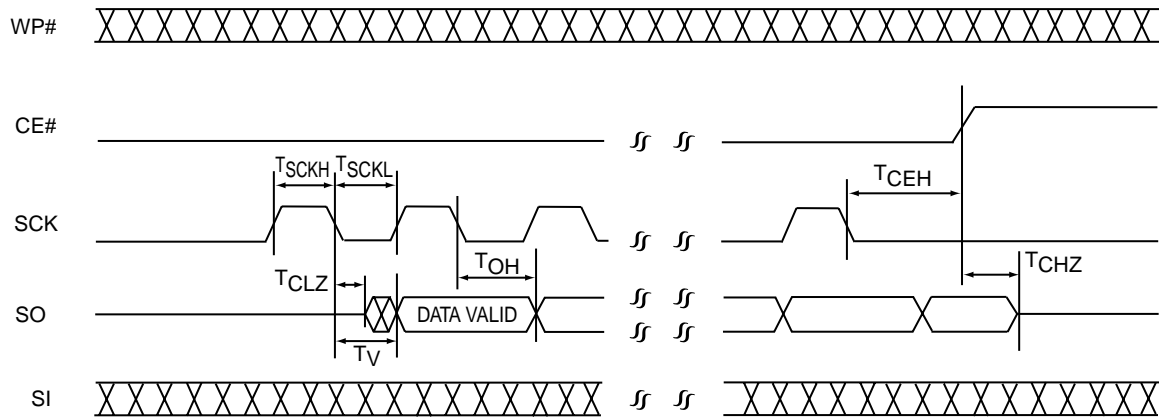 WP#
CE#
TSCKH TSCKL
TCEH
SCK
TCLZ
TOH
TCHZ
SO
DATA VALID
TV
SI